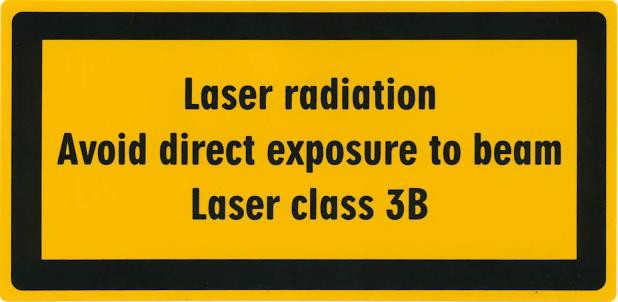 Laser radiation
Avoid direct exposure to beam
Laser class 3B